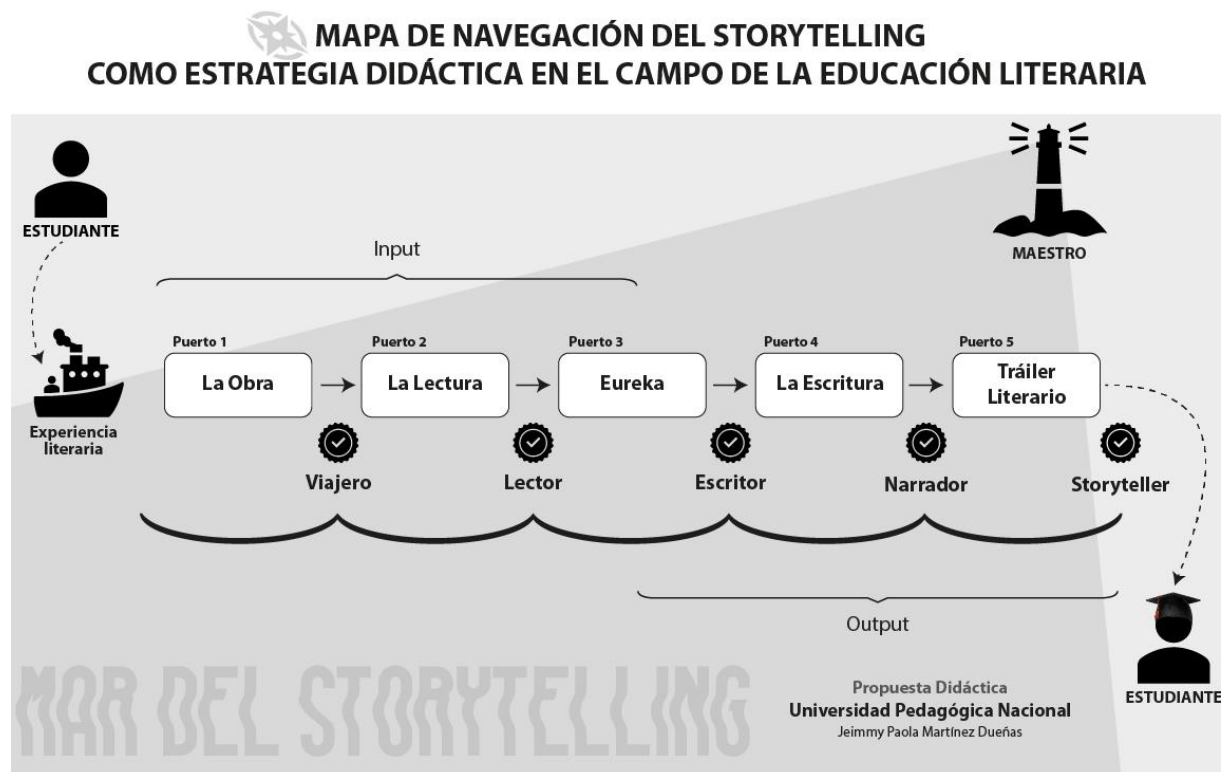 MAPA DE NAVEGACIÓN DEL STORYTELLING
COMO ESTRATEGIA DIDÁCTICA EN EL CAMPO DE LA EDUCACIÓN LITERARIA
ESTUDIANTE
MAESTRO
Input
Experiencia
literaria
Puerto 1
La Obra
Puerto 2
La Lectura
Puerto 3
Eureka
Puerto 4
La Escritura
Puerto 5
Tráiler
Literario
Viajero
Lector
Escritor
Narrador
Storyteller
Output
ESTUDIANTE
MAR DEL STORYTELLING
Propuesta Didáctica
Universidad Pedagógica Nacional
Jeimmy Paola Martínez Dueñas